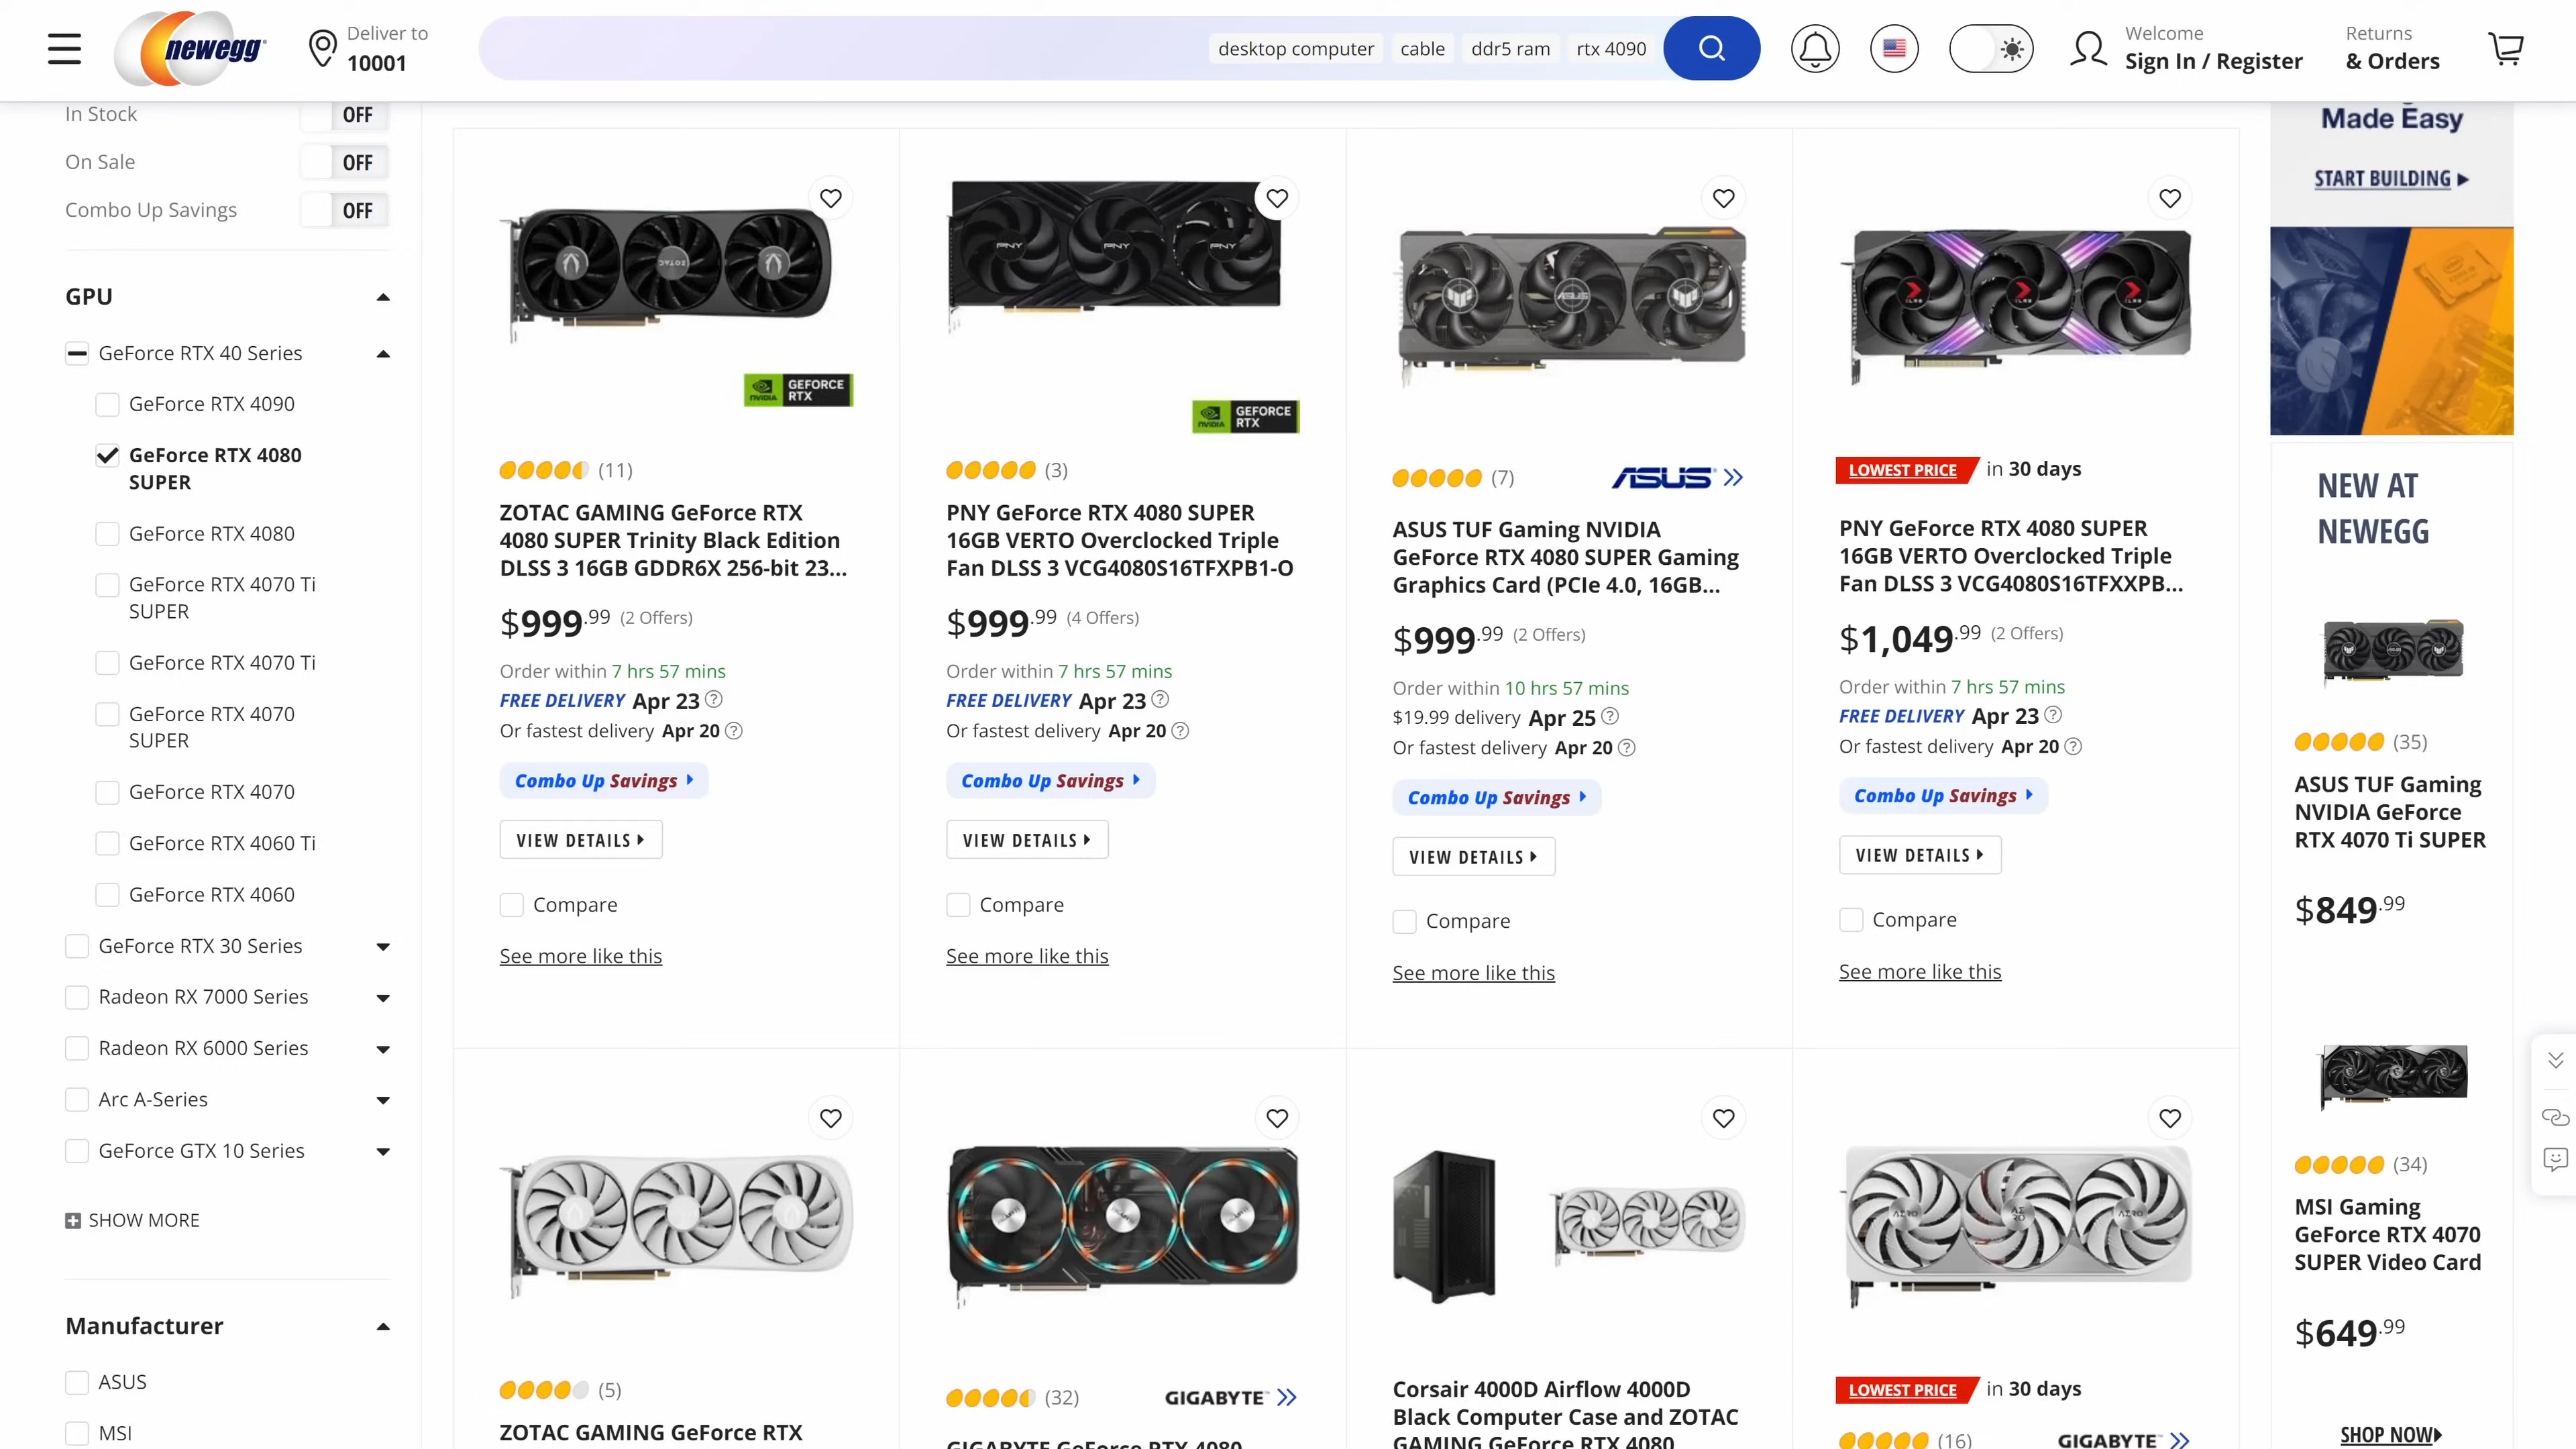 newegg
Deliver to
10001
desktop computer
cable
ddr5 ram
rtx 4090
Welcome
Sign In / Register
Returns
& Orders
In Stock
OFF
On Sale
OFF
Combo Up Savings
OFF
GPU
GeForce RTX 40 Series
GeForce RTX 4090
GeForce RTX 4080
SUPER
GeForce RTX 4080
GeForce RTX 4070 Ti
SUPER
GeForce RTX 4070 Ti
GeForce RTX 4070
SUPER
GeForce RTX 4070
GeForce RTX 4060 Ti
GeForce RTX 4060
GeForce RTX 30 Series
Radeon RX 7000 Series
Radeon RX 6000 Series
Arc A-Series
GeForce GTX 10 Series
SHOW MORE
Manufacturer
ASUS
MSI
ZOTAC
NVIDIA
GEFORCE
RTX
(11)
ZOTAC GAMING GeForce RTX
4080 SUPER Trinity Black Edition
DLSS 3 16GB GDDR6X 256-bit 23...
$999.99 (2 Offers)
Order within 7 hrs 57 mins
FREE DELIVERY Apr 23
Or fastest delivery Apr 20
Combo Up Savings
VIEW DETAILS
Compare
See more like this
PNY
PNY
PNY
NVIDIA
GEFORCE
RTX
(3)
PNY GeForce RTX 4080 SUPER
16GB VERTO Overclocked Triple
Fan DLSS 3 VCG4080S16TFXPB1-O
$999.99 (4 Offers)
Order within 7 hrs 57 mins
FREE DELIVERY Apr 23
Or fastest delivery Apr 20
Combo Up Savings
VIEW DETAILS
Compare
See more like this
ASUS
(7)
ASUS
ASUS TUF Gaming NVIDIA
GeForce RTX 4080 SUPER Gaming
Graphics Card (PCIe 4.0, 16GB...
$999.99 (2 Offers)
Order within 10 hrs 57 mins
$19.99 delivery Apr 25
Or fastest delivery Apr 20
Combo Up Savings
VIEW DETAILS
Compare
See more like this
LOWEST PRICE in 30 days
PNY GeForce RTX 4080 SUPER
16GB VERTO Overclocked Triple
Fan DLSS 3 VCG4080S16TFXXPB...
$1,049.99 (2 Offers)
Order within 7 hrs 57 mins
FREE DELIVERY Apr 23
Or fastest delivery Apr 20
Combo Up Savings
VIEW DETAILS
Compare
See more like this
(5)
ZOTAC GAMING GeForce RTX
(32)
GIGABYTE
GIGABYTE GeForce RTX 4080
Corsair 4000D Airflow 4000D
Black Computer Case and ZOTAC
GAMING GeForce RTX 4080
AERO
AERO
AERO
LOWEST PRICE in 30 days
(16)
GIGABYTE
Made Easy
START BUILDING
NEW AT
NEWEGG
(35)
ASUS TUF Gaming
NVIDIA GeForce
RTX 4070 Ti SUPER
$849.99
(34)
MSI Gaming
GeForce RTX 4070
SUPER Video Card
$649.99
SHOP NOW